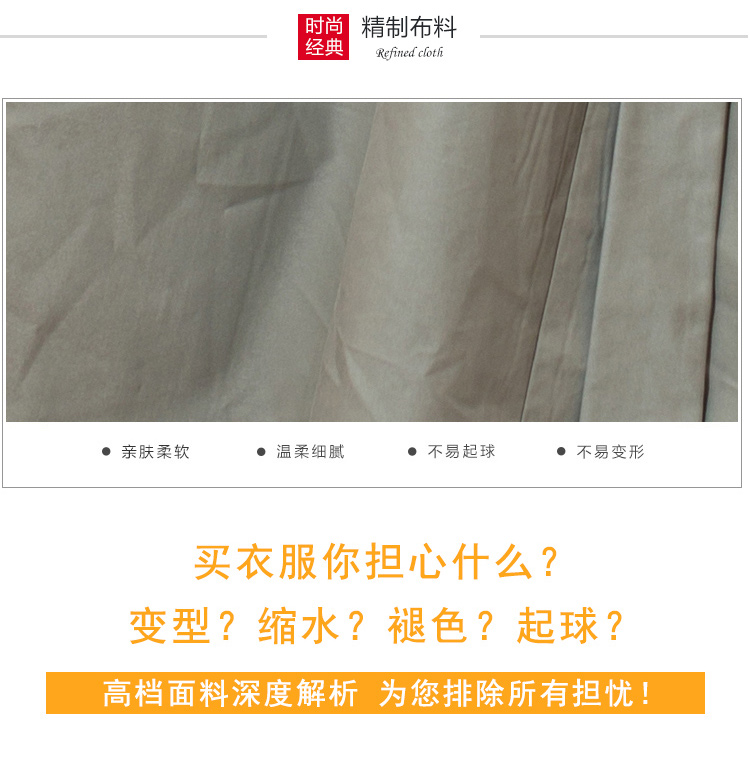 时尚
经典
精制布料
Refined cloth
亲肤柔软
温柔细腻
不易起球
不易变形
买衣服你担心什么？
变型？缩水？褪色？起球？
高档面料深度解析 为您排除所有担忧！